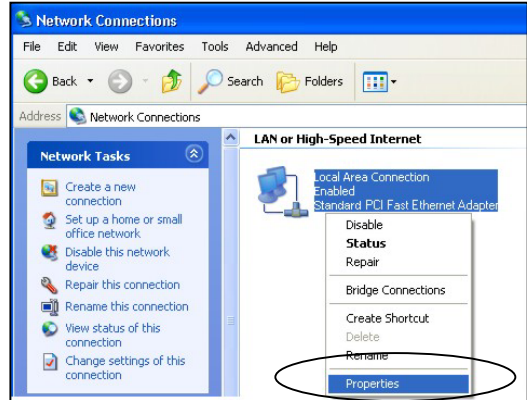 Network Connections
File Edit View Favorites Tools Advanced Help
Back Search Folders
Address Network Connections
Network Tasks
Create a new
connection
Set up a home or small
office network
Disable this network
device
Repair this connection
Rename this connection
View status of this
connection
Change settings of this
connection
LAN or High-Speed Internet
Local Area Connection
Enabled
Standard PCI Fast Ethernet Adapter
Disable
Status
Repair
Bridge Connections
Create Shortcut
Delete
Rename
Properties